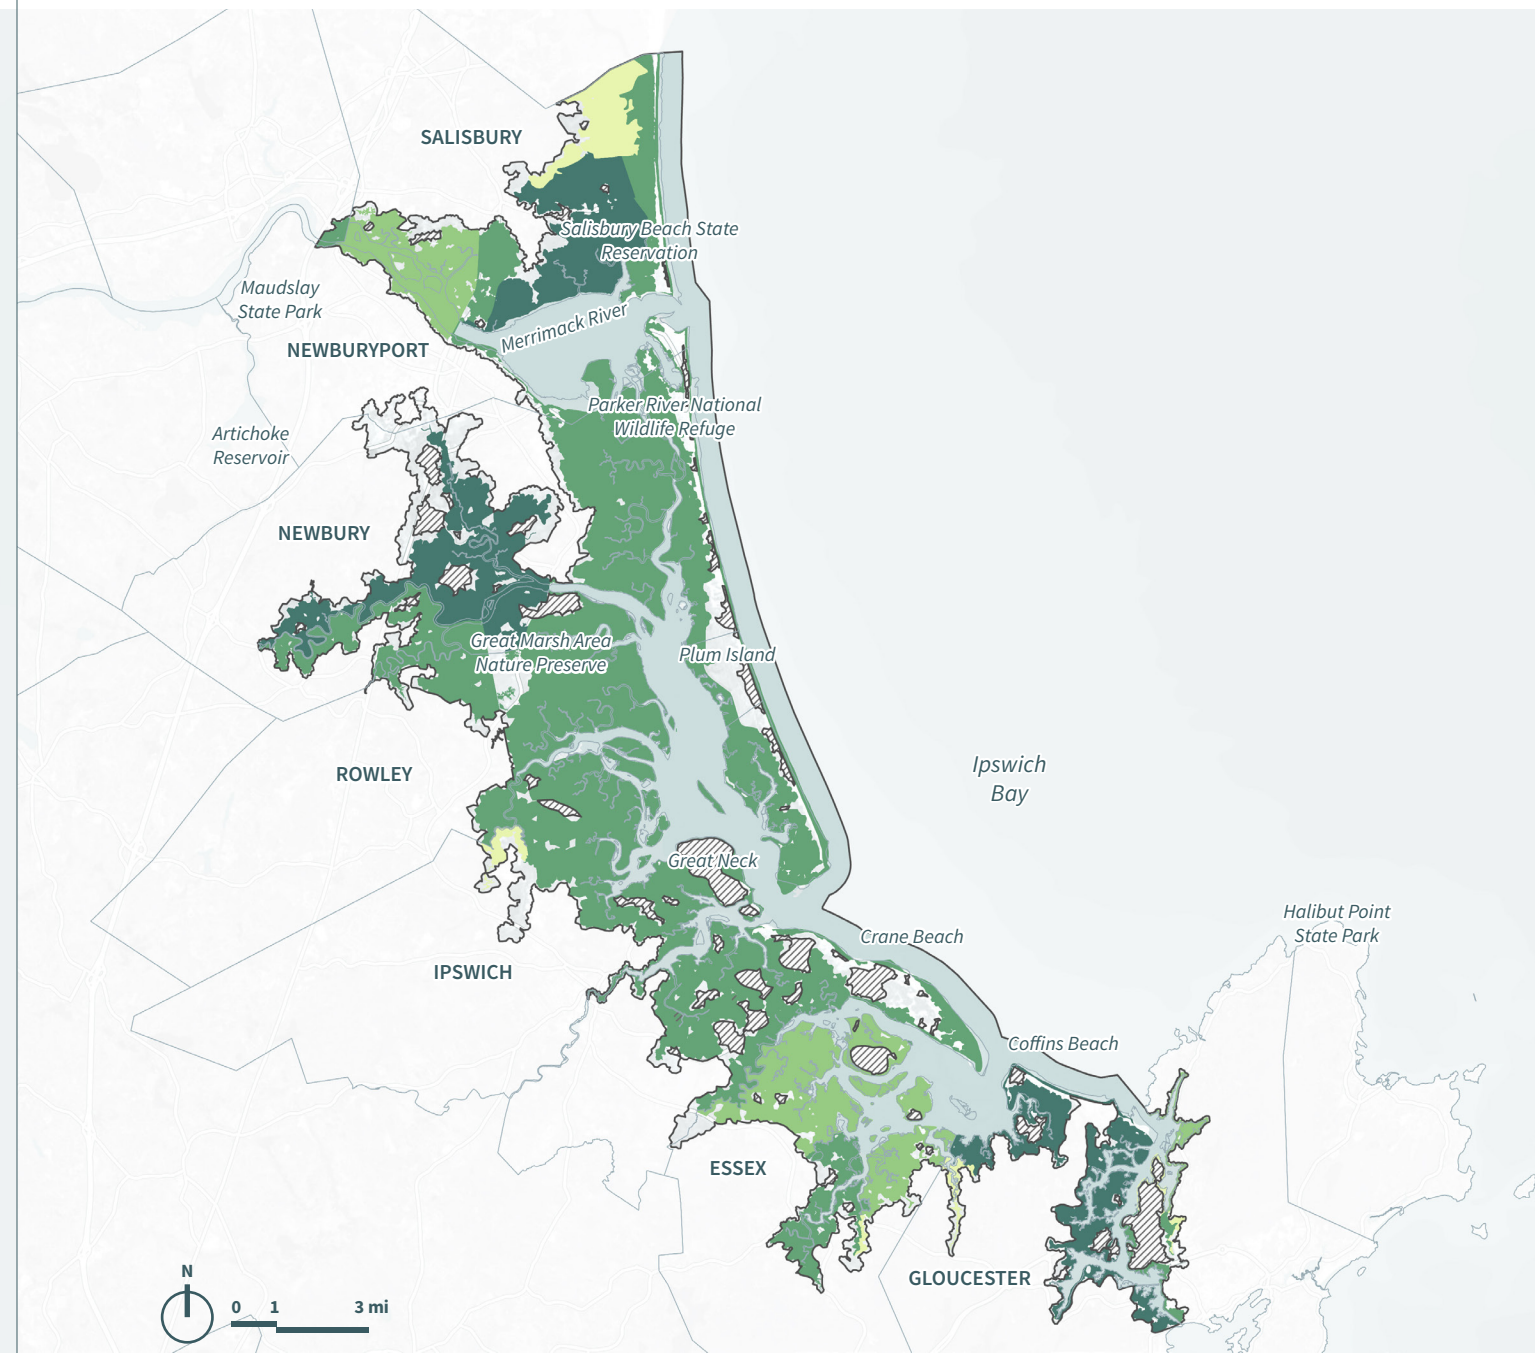 SALISBURY
Salisbury Beach State
Reservation
Maudslay
State Park
Merrimack River
NEWBURYPORT
Parker River National
Wildlife Refuge
Artichoke
Reservoir
NEWBURY
Great Marsh Area
Nature Preserve
Plum Island
ROWLEY
Ipswich
Bay
Great Neck
Halibut Point
State Park
Crane Beach
IPSWICH
Coffins Beach
ESSEX
GLOUCESTER
N
0 1 3 mi